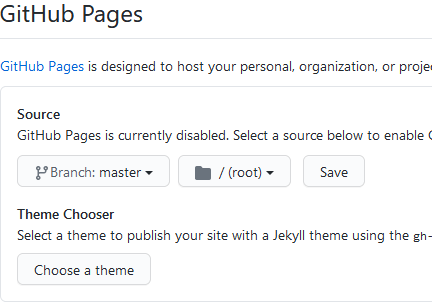 GitHub Pages
GitHub Pages is designed to host your personal, organization, or
Source
GitHub Pages is currently disabled. Select a source below to enable
Branch: master
/ (root)
Save
Theme Chooser
Select a theme to publish your site with a Jekyll theme using the gh-
Choose a theme